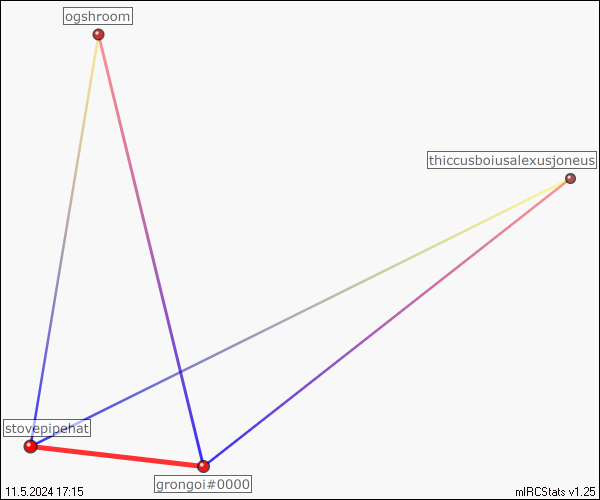 ogshroom
thiccusboiusalexusjoneus
stovepipehat
grongoi#0000
11.5.2024 17:15
mIRCStats v1.25